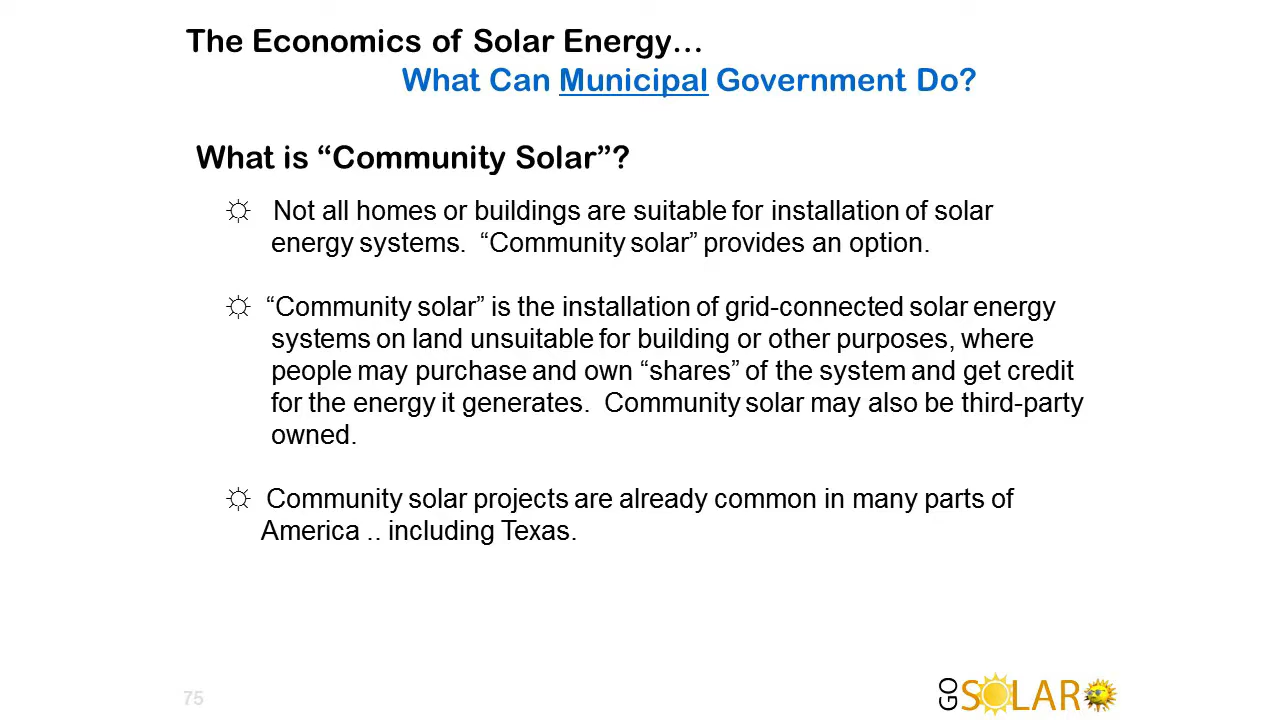 The Economics of Solar Energy…
What Can Municipal Government Do?
What is “Community Solar”?
☼ Not all homes or buildings are suitable for installation of solar
energy systems. “Community solar” provides an option.
☼ “Community solar” is the installation of grid-connected solar energy
systems on land unsuitable for building or other purposes, where
people may purchase and own “shares” of the system and get credit
for the energy it generates. Community solar may also be third-party
owned.
☼ Community solar projects are already common in many parts of
America .. including Texas.
75
GO SOLAR